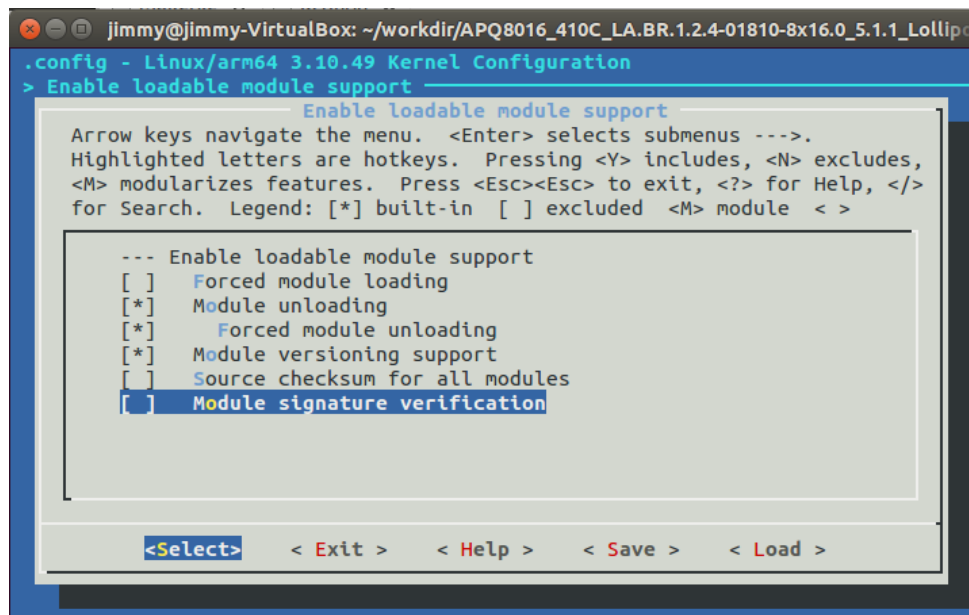 jimmy@jimmy-VirtualBox: ~/workdir/APQ8016_410C_LA.BR.1.2.4-01810-8x16.0_5.1.1_Lollip
.config - Linux/arm64 3.10.49 Kernel Configuration
> Enable loadable module support
Enable loadable module support
Arrow keys navigate the menu.  <Enter> selects submenus --->.
Highlighted letters are hotkeys.  Pressing <Y> includes, <N> excludes,
<M> modularizes features.  Press <Esc><Esc> to exit, <?> for Help, </>
for Search.  Legend: [*] built-in  [ ] excluded  <M> module  < >
--- Enable loadable module support
[ ]   Forced module loading
[*]   Module unloading
[*]     Forced module unloading
[*]   Module versioning support
[ ]   Source checksum for all modules
[ ]   Module signature verification
<Select>    < Exit >    < Help >    < Save >    < Load >